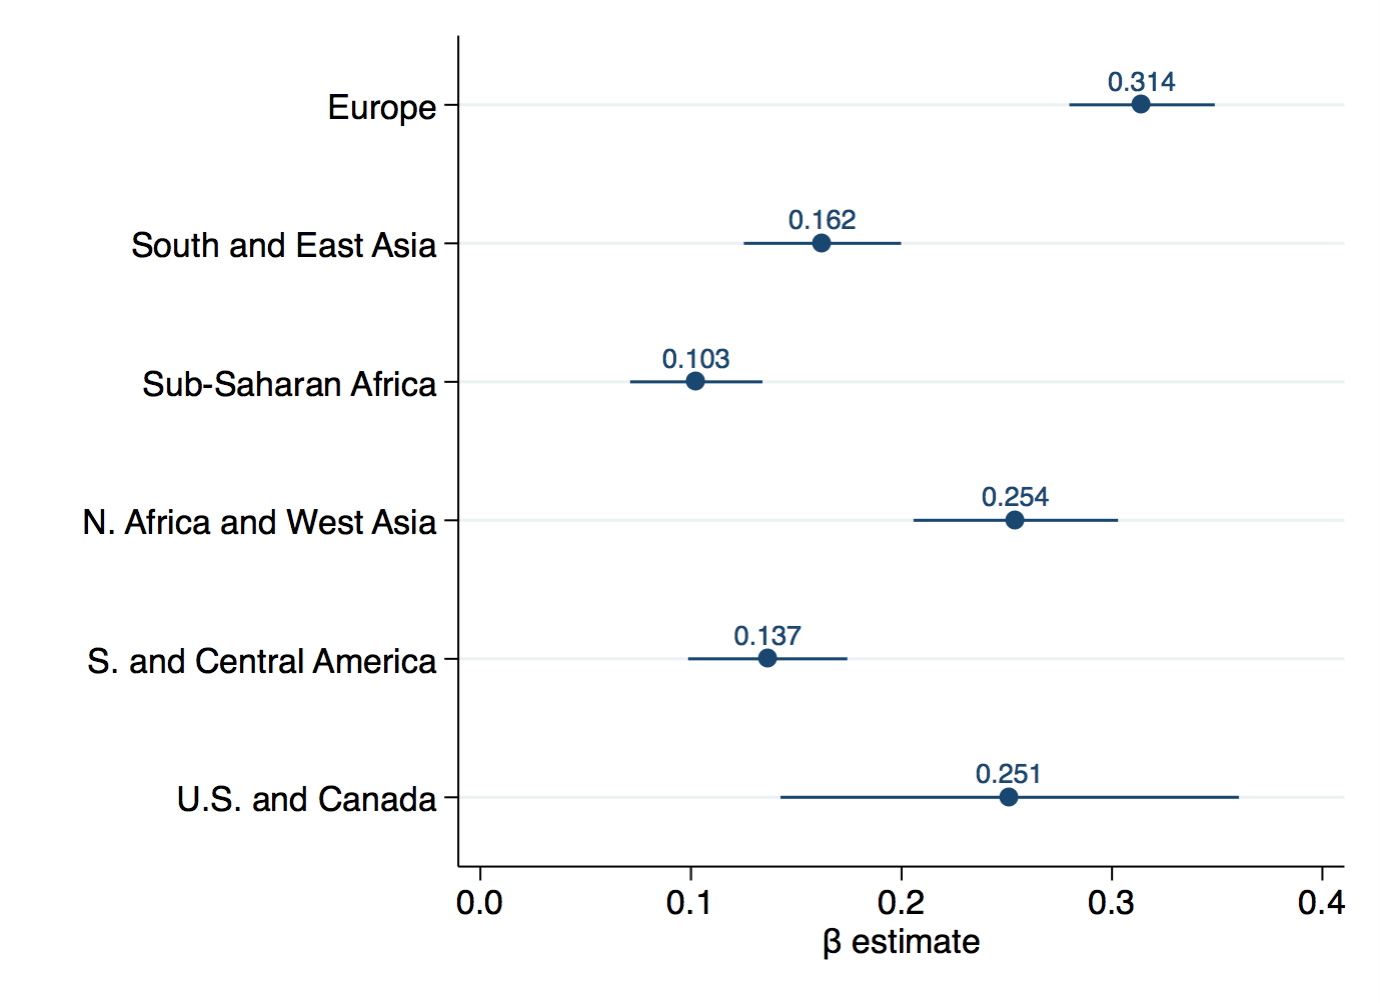 0.314
Europe
0.162
South and East Asia
0.103
Sub-Saharan Africa
0.254
N. Africa and West Asia
0.137
S. and Central America
0.251
U.S. and Canada
0.0 0.1 0.2 0.3 0.4
β estimate